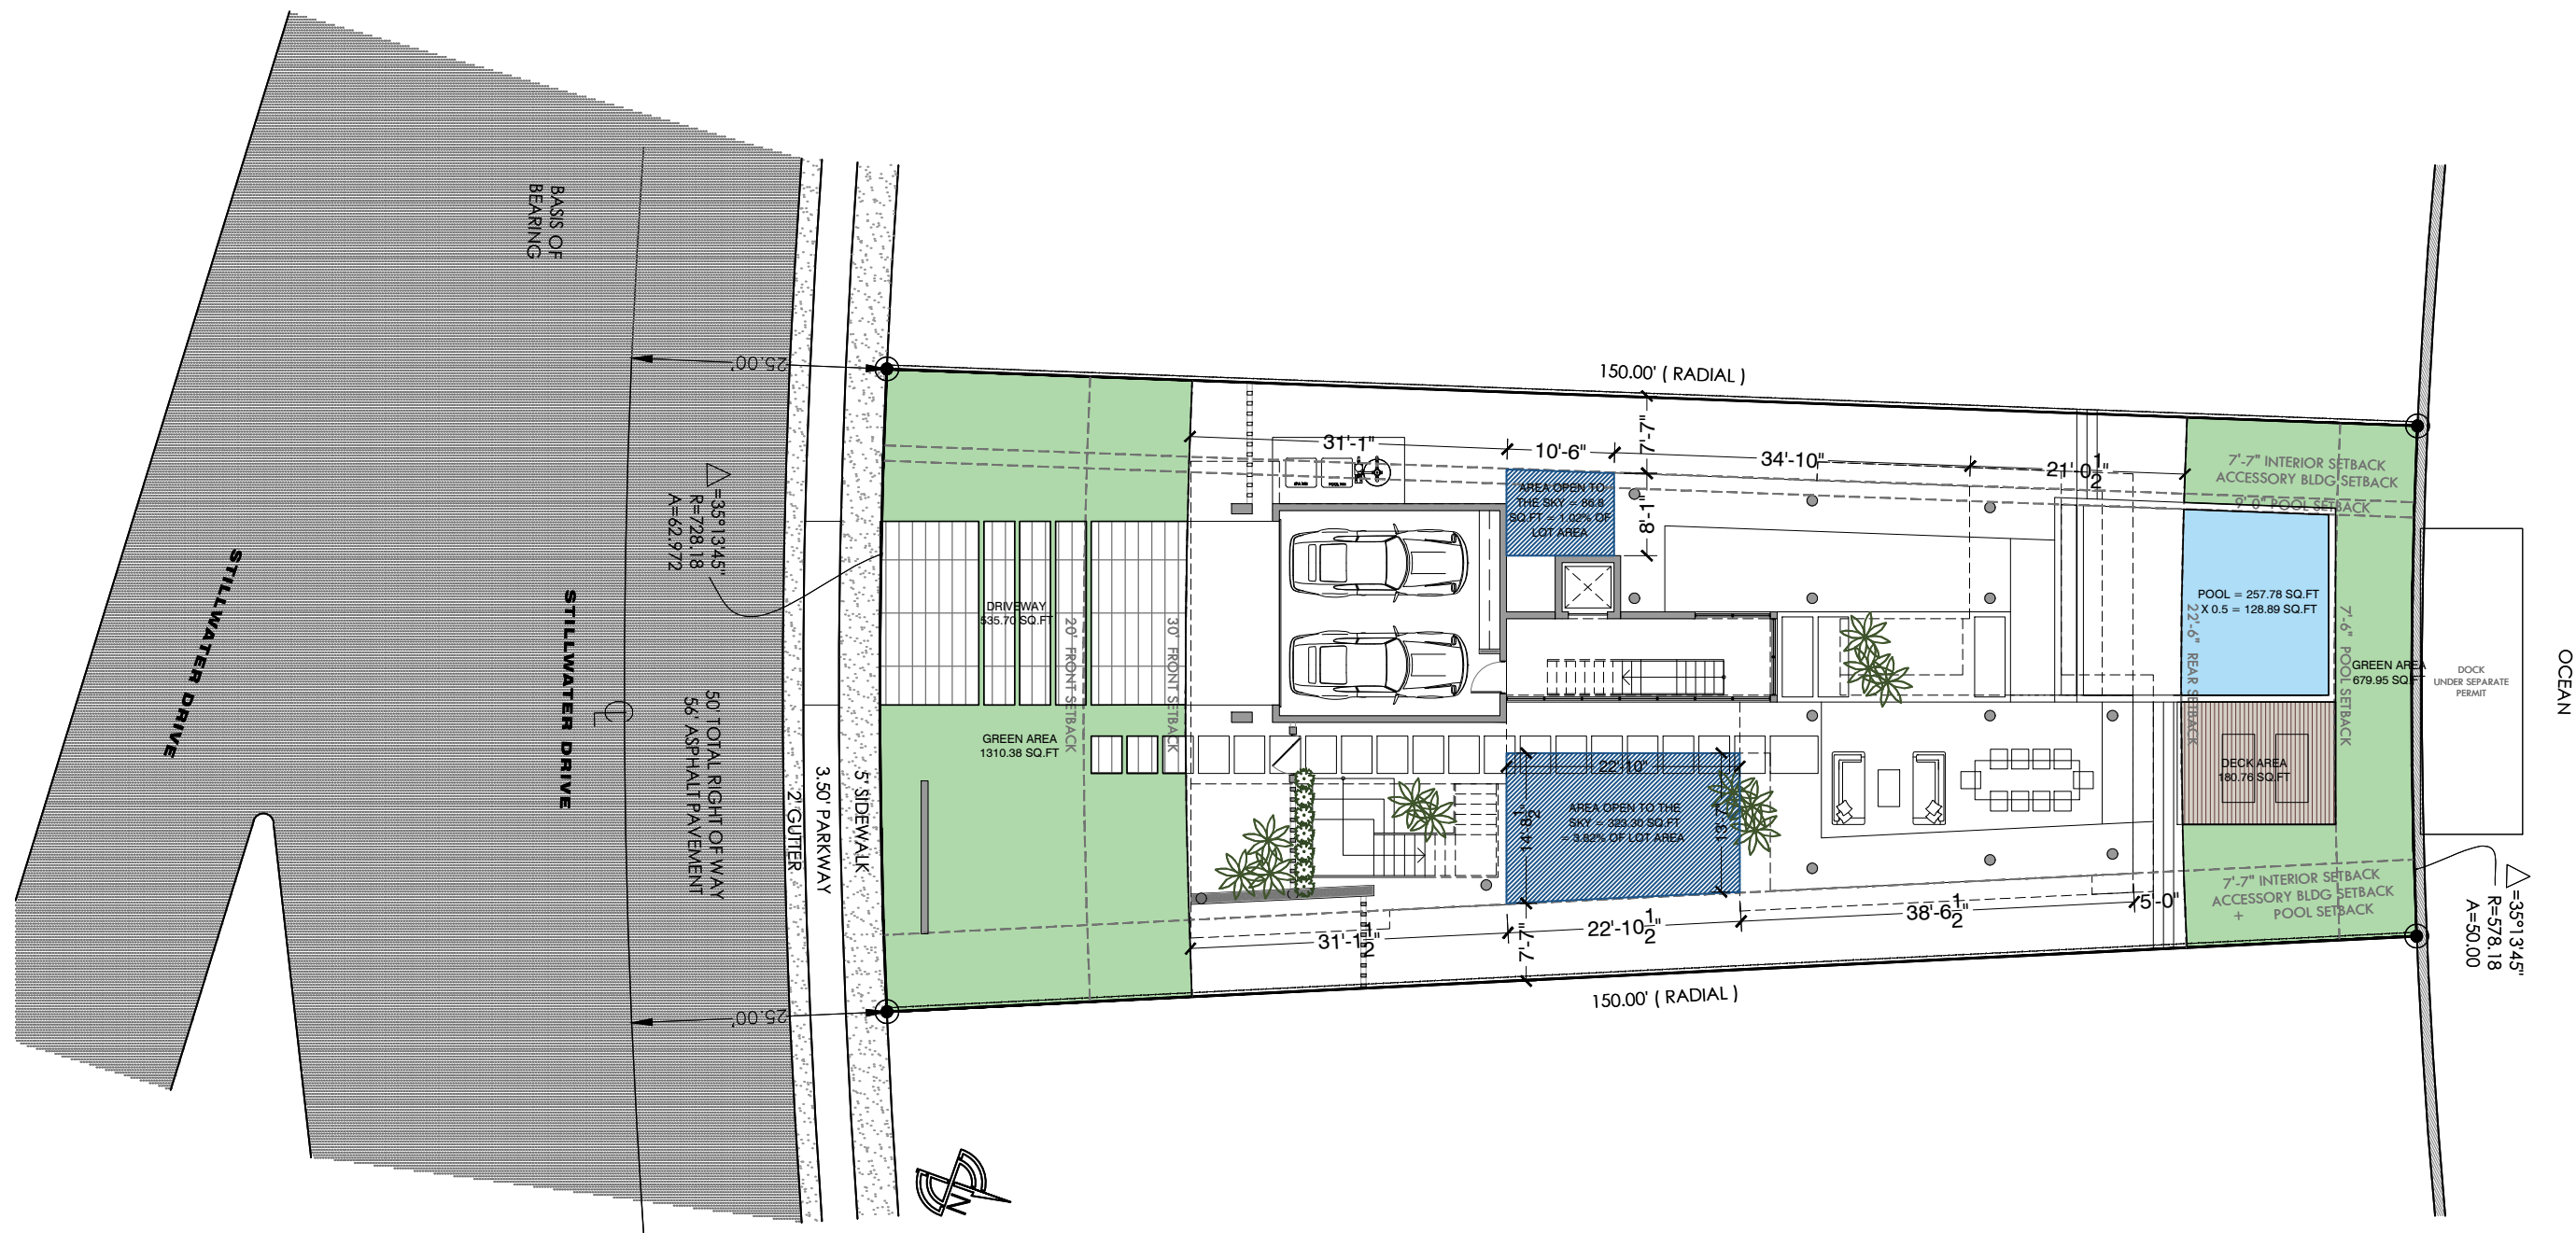 BASIS OF
BEARING
STILLWATER DRIVE
STILLWATER DRIVE
25.00'
25.00'
△=35°13'45"
R=728.18
A=62.972
50' TOTAL RIGHT OF WAY
56' ASPHALT PAVEMENT
2' GUTTER
3.50' PARKWAY
5' SIDEWALK
DRIVEWAY
535.70 SQ.FT
GREEN AREA
1310.38 SQ.FT
20' FRONT SETBACK
30' FRONT SETBACK
150.00' ( RADIAL )
31'-1"
10'-6"
7'-7"
8'-1"
34'-10"
21'-0 1/2"
AREA OPEN TO
THE SKY = 86.8
SQ.FT = 1.02% OF
LOT AREA
22'-10"
AREA OPEN TO THE
SKY = 323.30 SQ.FT
3.82% OF LOT AREA
31'-1 1/2"
7'-7"
22'-10 1/2"
38'-6 1/2"
5'-0"
150.00' ( RADIAL )
7'-7" INTERIOR SETBACK
ACCESSORY BLDG SETBACK
9'-0" POOL SETBACK
POOL = 257.78 SQ.FT
X 0.5 = 128.89 SQ.FT
22'-6" REAR SETBACK
7'-6" POOL SETBACK
GREEN AREA
679.95 SQ.FT
DECK AREA
180.76 SQ.FT
7'-7" INTERIOR SETBACK
ACCESSORY BLDG SETBACK
+ POOL SETBACK
DOCK
UNDER SEPARATE
PERMIT
OCEAN
△=35°13'45"
R=578.18
A=50.00
N